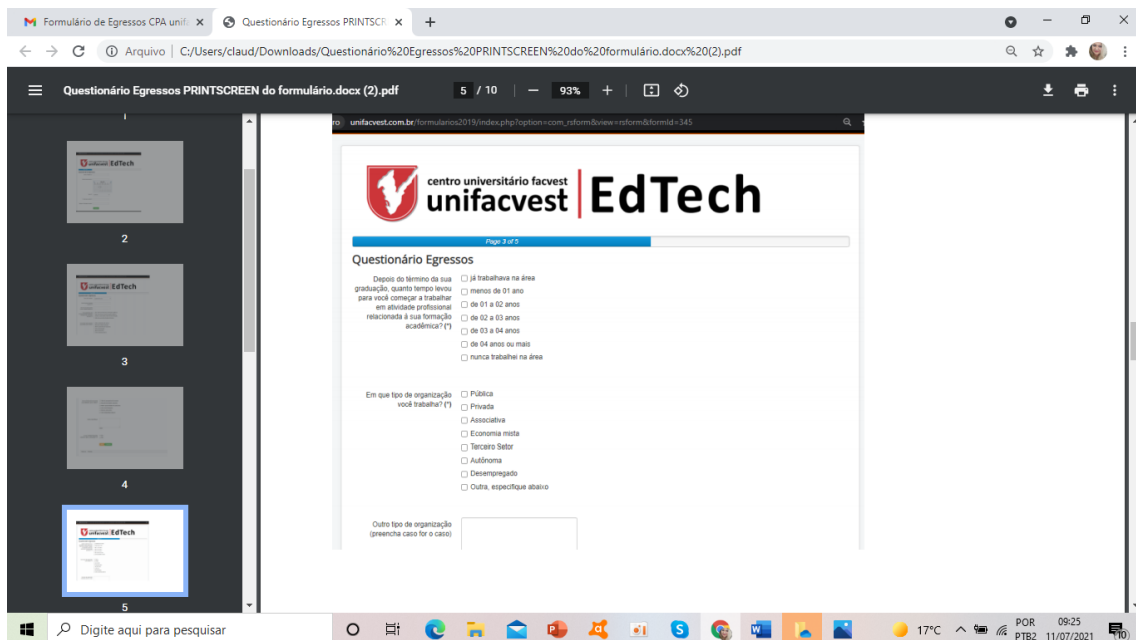 Formulário de Egressos CPA unif
Questionário Egressos PRINTSCR
Arquivo
C:/Users/claud/Downloads/Questionário%20Egressos%20PRINTSCREEN%20do%20formulário.docx%20(2).pdf
Questionário Egressos PRINTSCREEN do formulário.docx (2).pdf
5 / 10
93%
ro unifacvest.com.br/formularios2019/index.php?option=com_rsform&view=rsform&formId=345
centro universitário facvest
unifacvest EdTech
Page 3 of 5
Questionário Egressos
Depois do término da sua
graduação, quanto tempo levou
para você começar a trabalhar
em atividade profissional
relacionada à sua formação
acadêmica? (*)
já trabalhava na área
menos de 01 ano
de 01 a 02 anos
de 02 a 03 anos
de 03 a 04 anos
de 04 anos ou mais
nunca trabalhei na área
Em que tipo de organização
você trabalha? (*)
Pública
Privada
Associativa
Economia mista
Terceiro Setor
Autônoma
Desempregado
Outra, especifique abaixo
Outro tipo de organização
(preencha caso for o caso)
EdTech
2
EdTech
3
4
EdTech
5
Digite aqui para pesquisar
17°C
POR
PTB2
09:25
11/07/2021